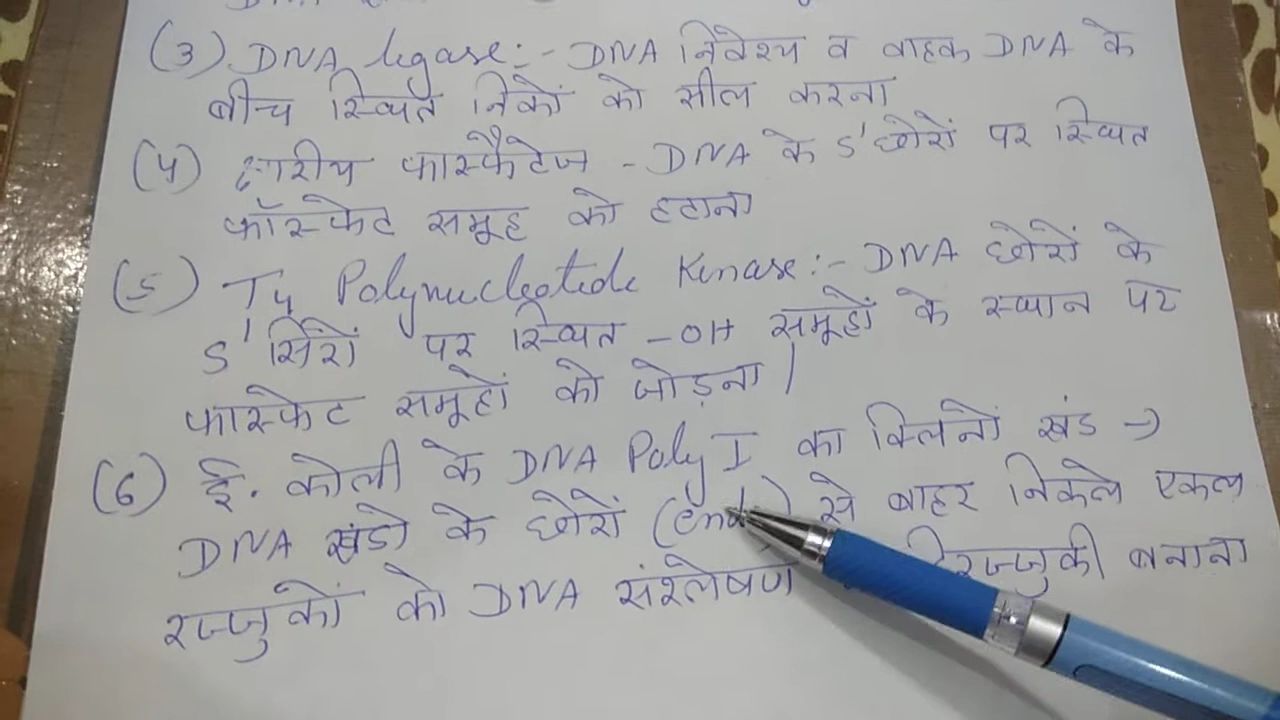 (3) DNA ligase:- DNA निवेश्य व वाहक DNA के
बीच स्थित निकों को सील करना
(4) क्षारीय फास्फैटेज - DNA के 5' छोरों पर स्थित
फॉस्फेट समूह को हटाना
(5) T4 Polynucleotide Kinase:- DNA छोरों के
5' सिरों पर स्थित -OH समूहों के स्थान पर
फास्फेट समूहों को जोड़ना।
(6) ई. कोली के DNA Poly I का क्लिनों खंड →
DNA खंडो के छोरों (end) से बाहर निकले एकल
रज्जुकों को DNA संश्लेषण रज्जुकी बनाना